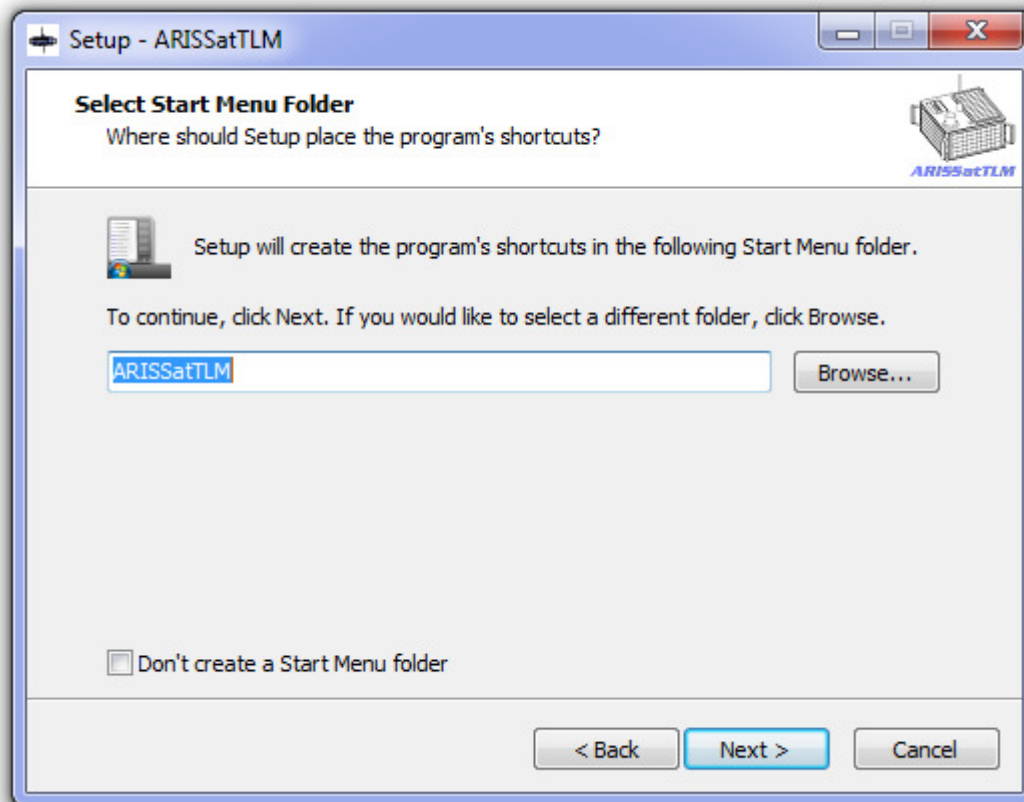 Setup - ARISSatTLM
Select Start Menu Folder
Where should Setup place the program's shortcuts?
ARISSatTLM
Setup will create the program's shortcuts in the following Start Menu folder.
To continue, click Next. If you would like to select a different folder, click Browse.
ARISSatTLM
Browse...
Don't create a Start Menu folder
< Back
Next >
Cancel